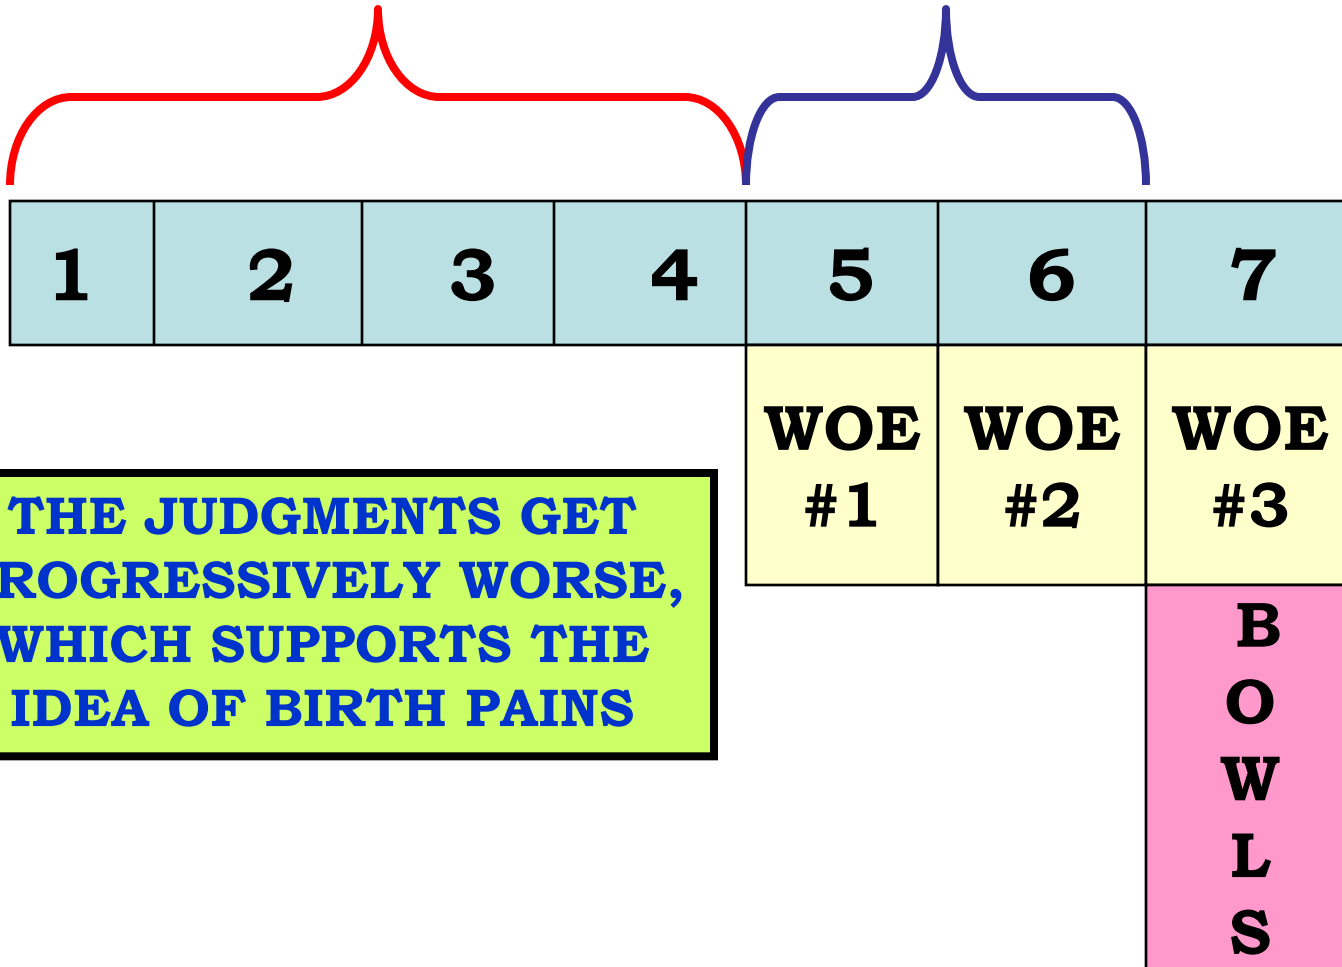 1 2 3 4 5 6 7
WOE WOE WOE
#1 #2 #3
THE JUDGMENTS GET
ROGRESSIVELY WORSE,
WHICH SUPPORTS THE
IDEA OF BIRTH PAINS
B
O
W
L
S